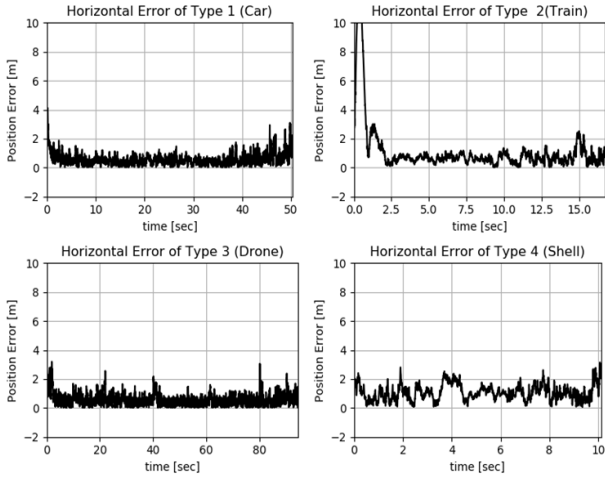 Horizontal Error of Type 1 (Car)
Position Error [m]
10
8
6
4
2
0
−2
0 10 20 30 40 50
time [sec]
Horizontal Error of Type 2(Train)
Position Error [m]
10
8
6
4
2
0
−2
0.0 2.5 5.0 7.5 10.0 12.5 15.0
time [sec]
Horizontal Error of Type 3 (Drone)
Position Error [m]
10
8
6
4
2
0
−2
0 20 40 60 80
time [sec]
Horizontal Error of Type 4 (Shell)
Position Error [m]
10
8
6
4
2
0
−2
0 2 4 6 8 10
time [sec]